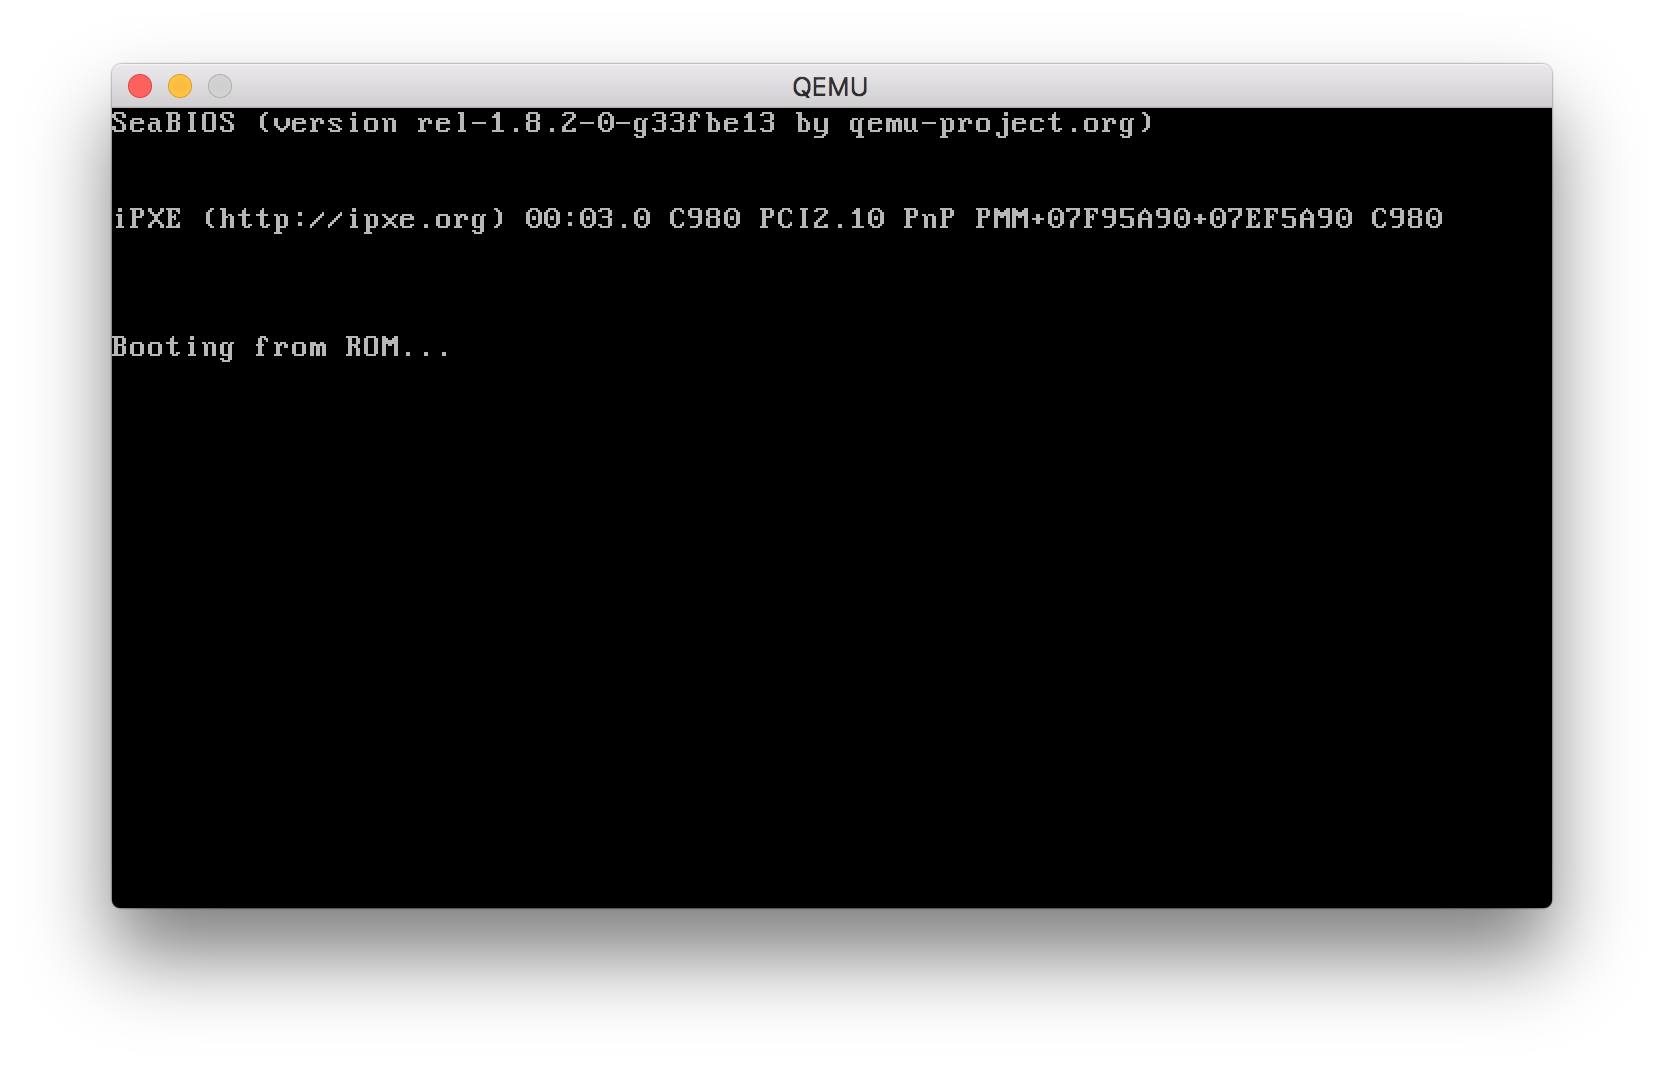 QEMU
SeaBIOS (version rel-1.8.2-0-g33fbe13 by qemu-project.org)
iPXE (http://ipxe.org) 00:03.0 C980 PCI2.10 PnP PMM+07F95A90+07EF5A90 C980
Booting from ROM...